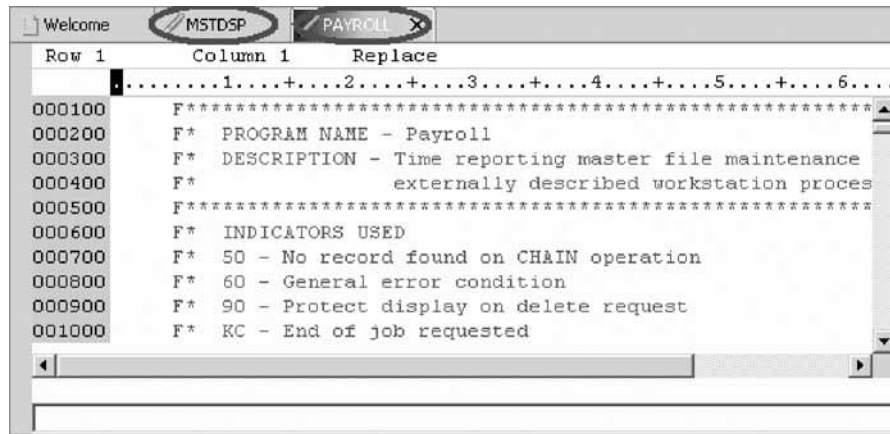 Welcome MSTDSP PAYROLL
Row 1 Column 1 Replace
.........1....+....2....+....3....+....4....+....5....+....6....
000100 F********************************************************
000200 F* PROGRAM NAME - Payroll
000300 F* DESCRIPTION - Time reporting master file maintenance
000400 F* externally described workstation proces
000500 F********************************************************
000600 F* INDICATORS USED
000700 F* 50 - No record found on CHAIN operation
000800 F* 60 - General error condition
000900 F* 90 - Protect display on delete request
001000 F* KC - End of job requested